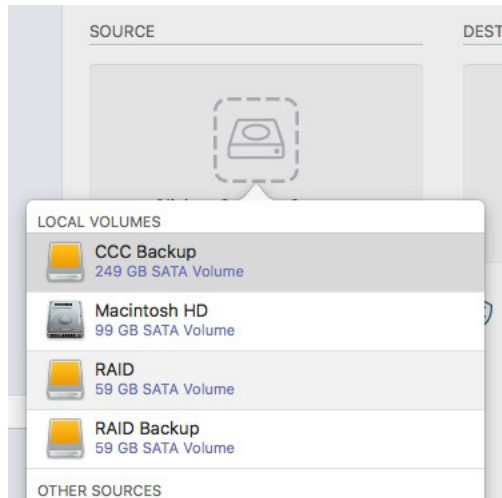 SOURCE
DEST
LOCAL VOLUMES
CCC Backup
249 GB SATA Volume
Macintosh HD
99 GB SATA Volume
RAID
59 GB SATA Volume
RAID Backup
59 GB SATA Volume
OTHER SOURCES